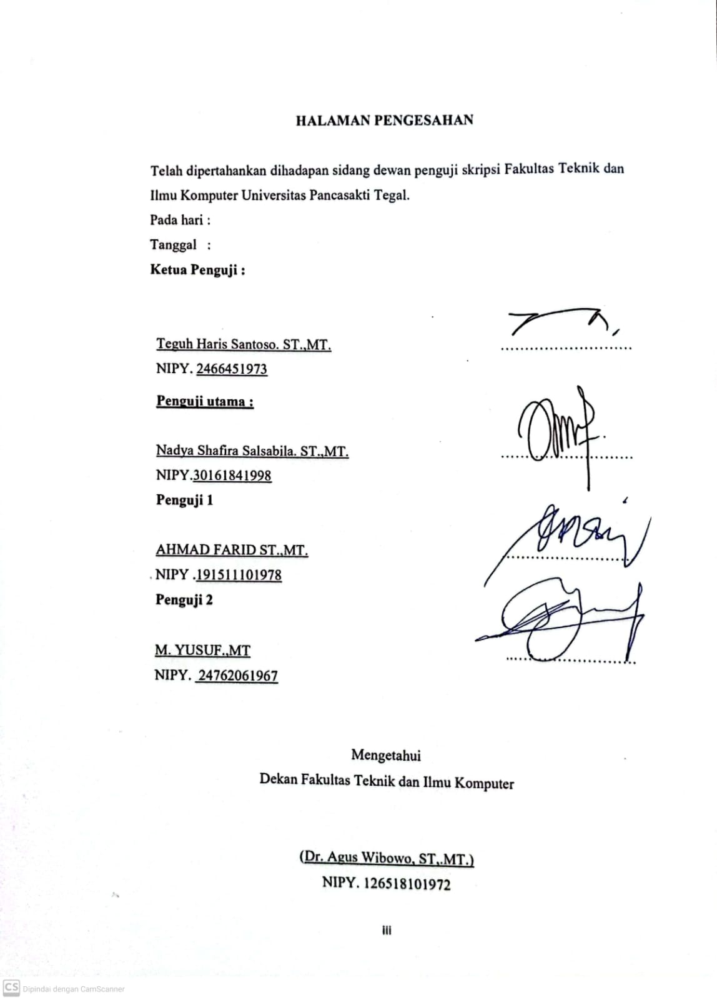 HALAMAN PENGESAHAN
Telah dipertahankan dihadapan sidang dewan penguji skripsi Fakultas Teknik dan
Ilmu Komputer Universitas Pancasakti Tegal.
Pada hari :
Tanggal :
Ketua Penguji :
Teguh Haris Santoso. ST.,MT.
NIPY. 2466451973
Penguji utama :
Nadya Shafira Salsabila. ST.,MT.
NIPY.30161841998
Penguji 1
AHMAD FARID ST.,MT.
NIPY .191511101978
Penguji 2
M. YUSUF.,MT
NIPY. 24762061967
Mengetahui
Dekan Fakultas Teknik dan Ilmu Komputer
(Dr. Agus Wibowo, ST,.MT.)
NIPY. 126518101972
iii
CS Dipindai dengan CamScanner